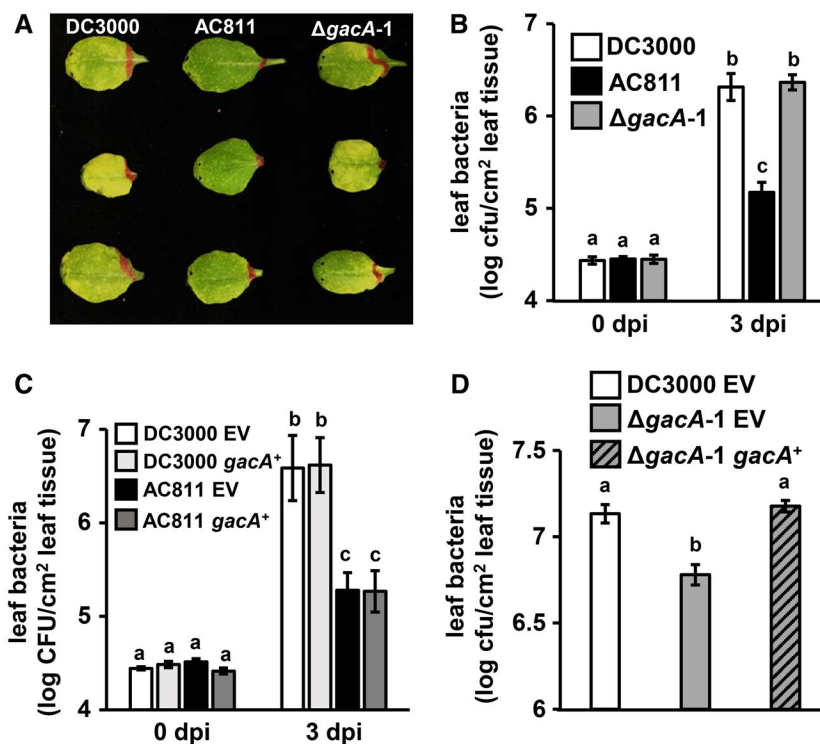 A
DC3000 AC811 ΔgacA-1
B
DC3000
AC811
ΔgacA-1
leaf bacteria
(log cfu/cm² leaf tissue)
7
6
5
4
a a a
b c b
0 dpi 3 dpi
C
DC3000 EV
DC3000 gacA⁺
AC811 EV
AC811 gacA⁺
leaf bacteria
(log CFU/cm² leaf tissue)
7
6
5
4
a a a a
b b c c
0 dpi 3 dpi
D
DC3000 EV
ΔgacA-1 EV
ΔgacA-1 gacA⁺
leaf bacteria
(log cfu/cm² leaf tissue)
7.5
7
6.5
6
a b a